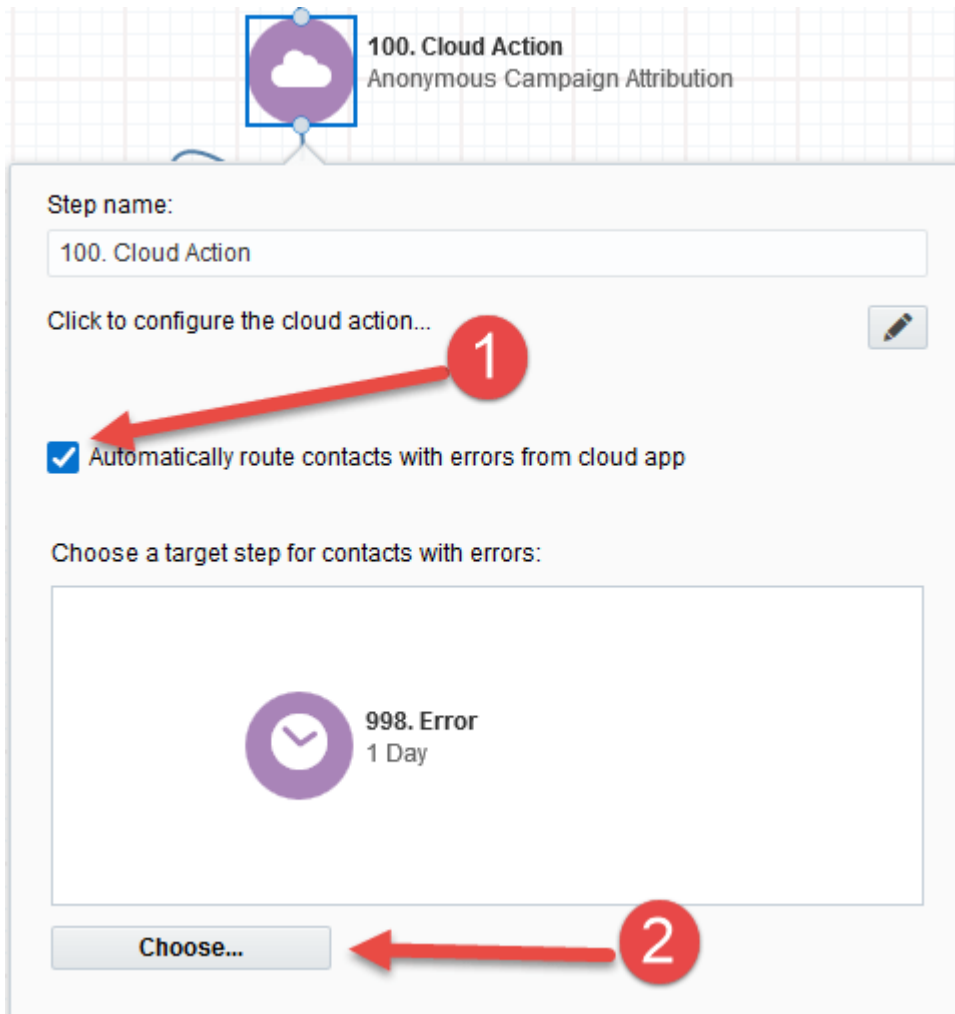 100. Cloud Action
Anonymous Campaign Attribution
Step name:
100. Cloud Action
Click to configure the cloud action...
1
Automatically route contacts with errors from cloud app
Choose a target step for contacts with errors:
998. Error
1 Day
Choose...
2